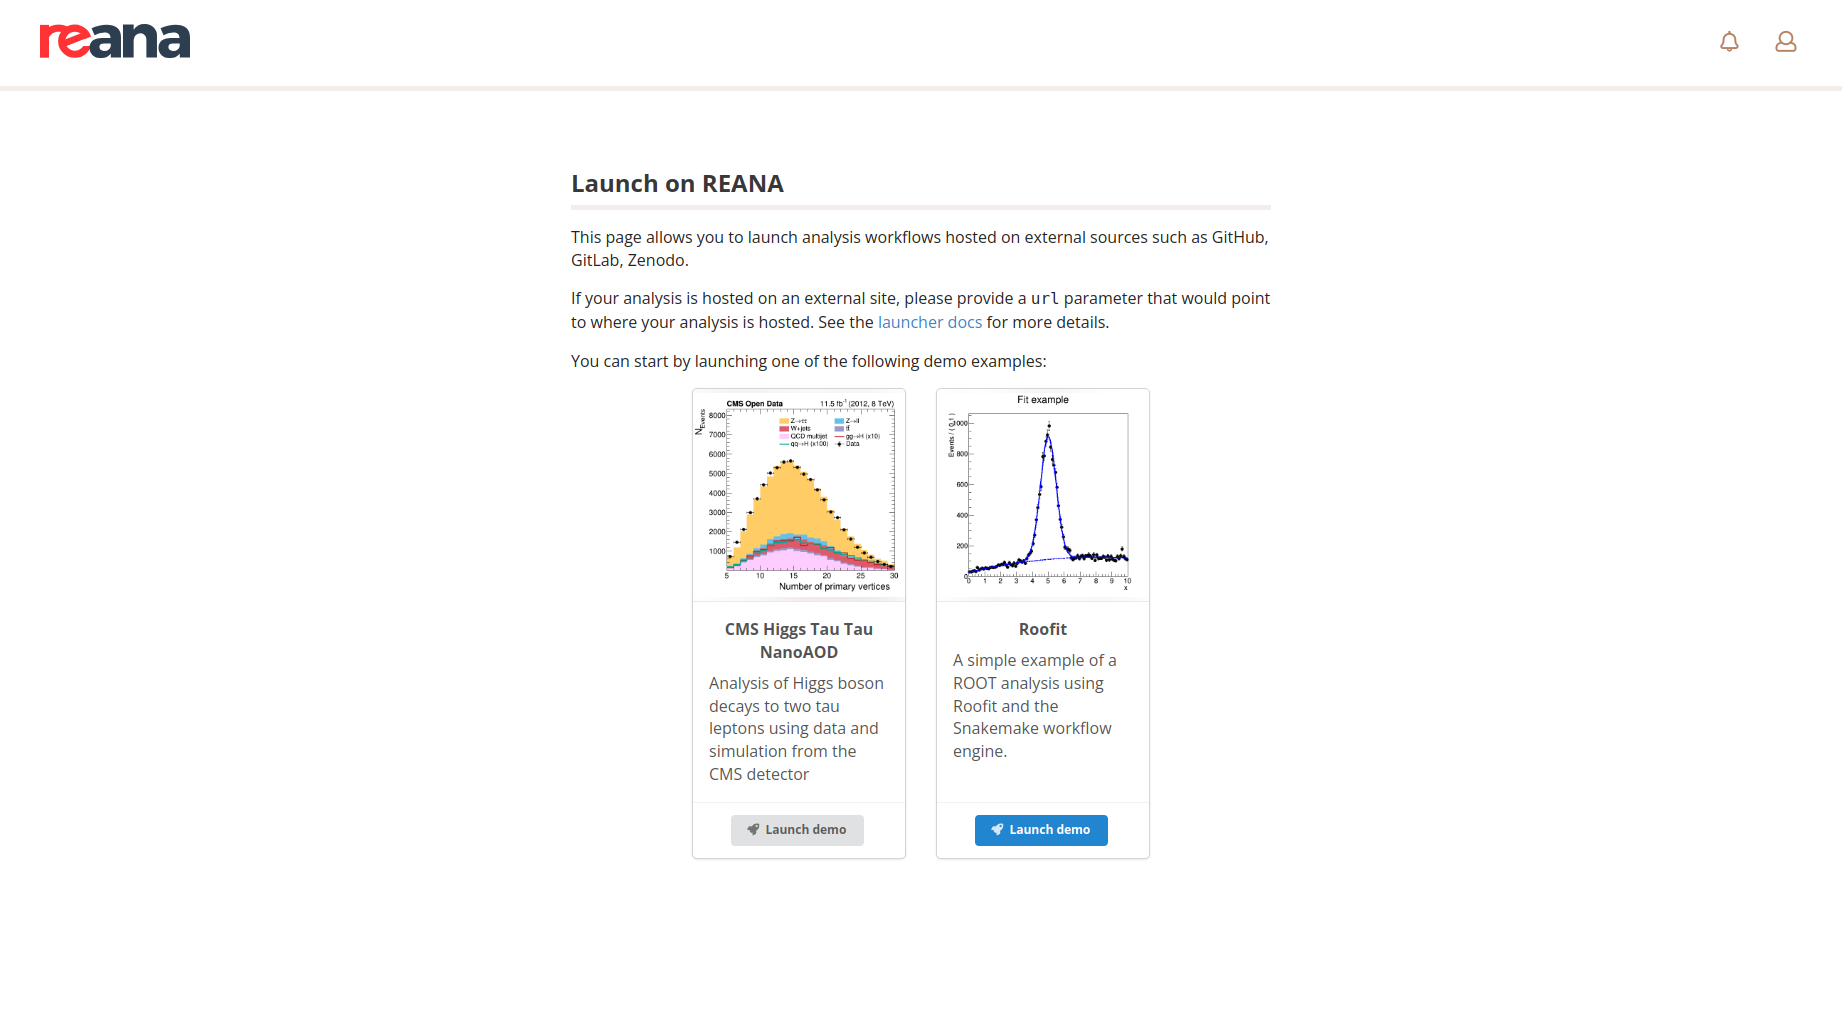 reana
Launch on REANA
This page allows you to launch analysis workflows hosted on external sources such as GitHub,
GitLab, Zenodo.
If your analysis is hosted on an external site, please provide a url parameter that would point
to where your analysis is hosted. See the launcher docs for more details.
You can start by launching one of the following demo examples:
CMS Open Data 11.5 fb⁻¹ (2012, 8 TeV)
N Events
8000
7000
6000
5000
4000
3000
2000
1000
Z→ττ Z→ll
W+jets tt̄
QCD multijet gg→H (x10)
qq→H (x100) Data
5 10 15 20 25 30
Number of primary vertices
Fit example
Events / ( 0.1 )
1000
800
600
400
200
0
0 1 2 3 4 5 6 7 8 9 10
x
CMS Higgs Tau Tau
NanoAOD
Analysis of Higgs boson
decays to two tau
leptons using data and
simulation from the
CMS detector
Launch demo
Roofit
A simple example of a
ROOT analysis using
Roofit and the
Snakemake workflow
engine.
Launch demo